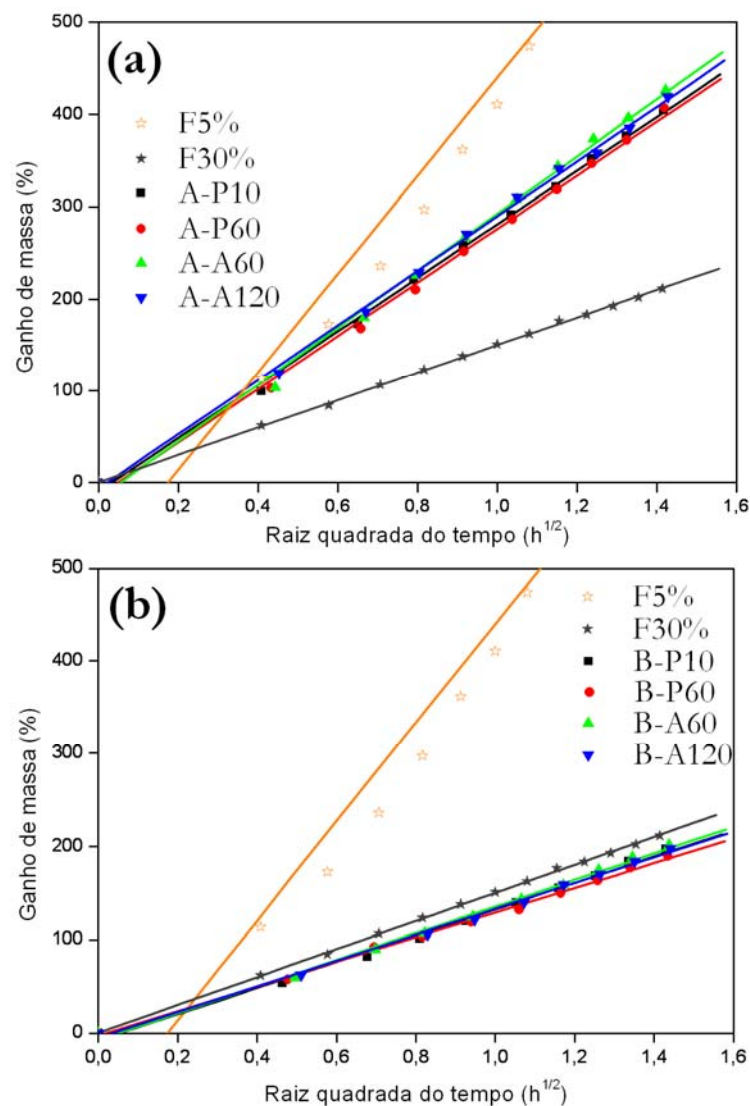 (a)
500
400
300
200
100
0
Ganho de massa (%)
F5%
F30%
A-P10
A-P60
A-A60
A-A120
0,0 0,2 0,4 0,6 0,8 1,0 1,2 1,4 1,6
Raiz quadrada do tempo (h^1/2)
(b)
500
400
300
200
100
0
Ganho de massa (%)
F5%
F30%
B-P10
B-P60
B-A60
B-A120
0,0 0,2 0,4 0,6 0,8 1,0 1,2 1,4 1,6
Raiz quadrada do tempo (h^1/2)